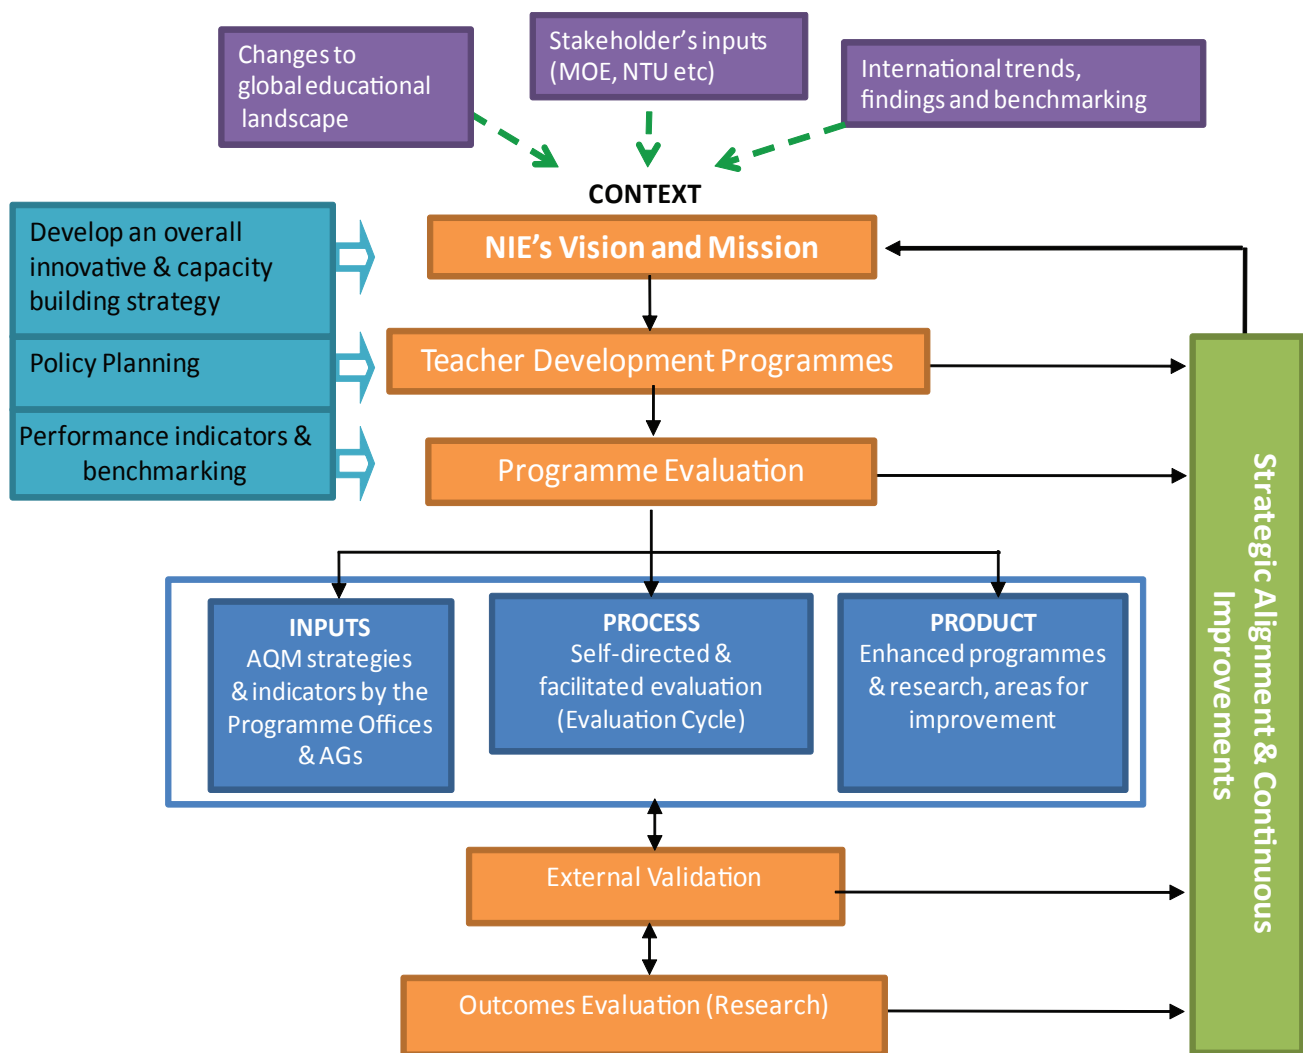 Changes to
global educational
landscape
Stakeholder’s inputs
(MOE, NTU etc)
International trends,
findings and benchmarking
CONTEXT
NIE’s Vision and Mission
Develop an overall
innovative & capacity
building strategy
Policy Planning
Teacher Development Programmes
Performance indicators &
benchmarking
Programme Evaluation
INPUTS
AQM strategies
& indicators by the
Programme Offices
& AGs
PROCESS
Self-directed &
facilitated evaluation
(Evaluation Cycle)
PRODUCT
Enhanced programmes
& research, areas for
improvement
External Validation
Outcomes Evaluation (Research)
Strategic Alignment & Continuous
Improvements